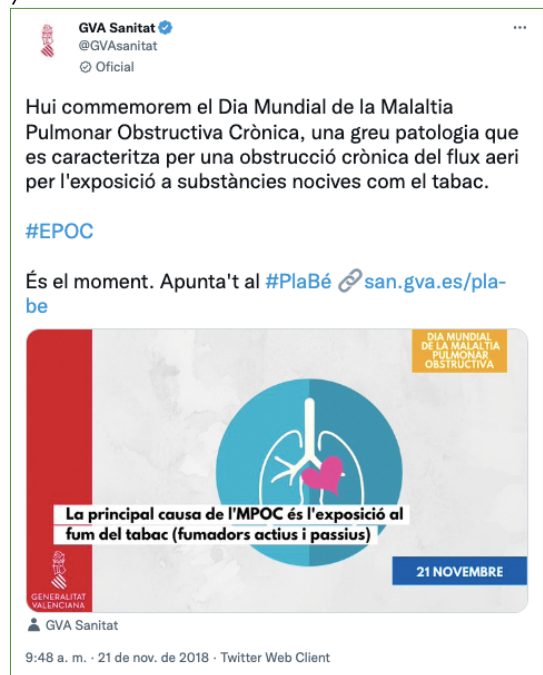 GVA Sanitat
@GVAsanitat
Oficial
Hui commemorem el Dia Mundial de la Malaltia
Pulmonar Obstructiva Crònica, una greu patologia que
es caracteritza per una obstrucció crònica del flux aeri
per l'exposició a substàncies nocives com el tabac.
#EPOC
És el moment. Apunta't al #PlaBé 🔗 san.gva.es/pla-
be
DIA MUNDIAL
DE LA MALALTIA
PULMONAR
OBSTRUCTIVA
La principal causa de l'MPOC és l'exposició al
fum del tabac (fumadors actius i passius)
21 NOVEMBRE
GENERALITAT
VALENCIANA
GVA Sanitat
9:48 a. m. · 21 de nov. de 2018 · Twitter Web Client